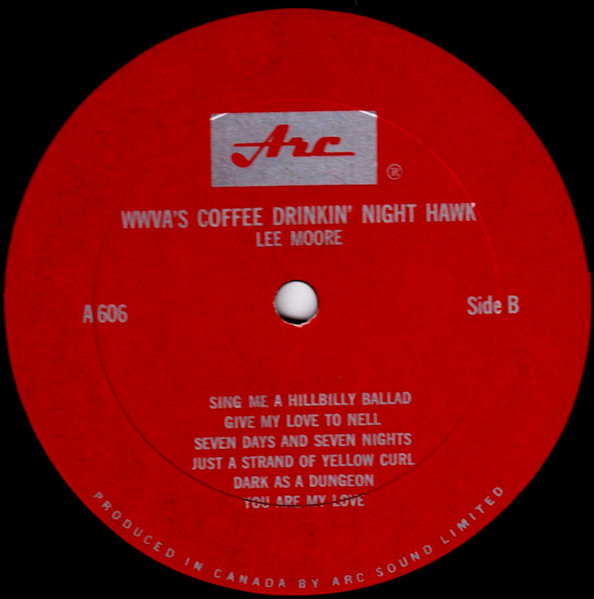 Arc
®
WWVA'S COFFEE DRINKIN' NIGHT HAWK
LEE MOORE
A 606
Side B
SING ME A HILLBILLY BALLAD
GIVE MY LOVE TO NELL
SEVEN DAYS AND SEVEN NIGHTS
JUST A STRAND OF YELLOW CURL
DARK AS A DUNGEON
YOU ARE MY LOVE
PRODUCED IN CANADA BY ARC SOUND LIMITED